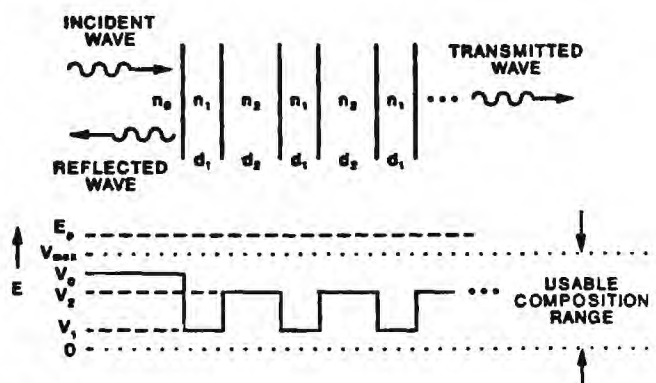 INCIDENT
WAVE
TRANSMITTED
WAVE
n₀ n₁ n₂ n₁ n₂ n₁ •••
REFLECTED
WAVE
d₁ d₂ d₁ d₂ d₁
E
Eₚ
Vₘₐₓ
V₀
V₂
V₁
0
•••
USABLE
COMPOSITION
RANGE